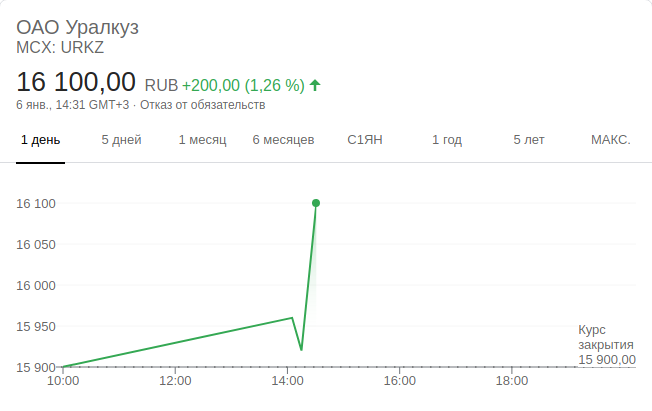 ОАО Уралкуз
MCX: URKZ
16 100,00 RUB +200,00 (1,26 %)
6 янв., 14:31 GMT+3 · Отказ от обязательств
1 день 5 дней 1 месяц 6 месяцев С1ЯН 1 год 5 лет МАКС.
16 100
16 050
16 000
15 950
15 900
Курс
закрытия
15 900,00
10:00 12:00 14:00 16:00 18:00